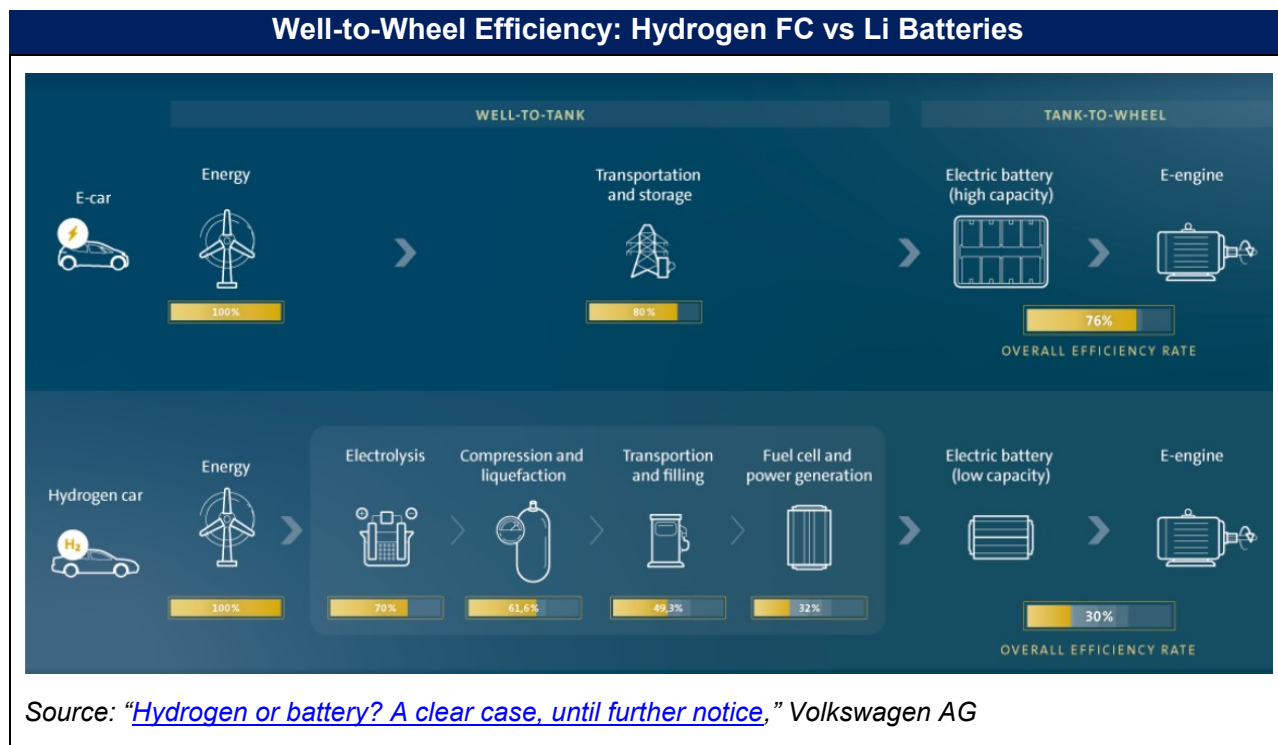 Well-to-Wheel Efficiency: Hydrogen FC vs Li Batteries
WELL-TO-TANK
TANK-TO-WHEEL
E-car
Energy
100%
Transportation
and storage
80%
Electric battery
(high capacity)
E-engine
76%
OVERALL EFFICIENCY RATE
Hydrogen car
H₂
Energy
100%
Electrolysis
70%
Compression and
liquefaction
61,6%
Transportion
and filling
49,3%
Fuel cell and
power generation
32%
Electric battery
(low capacity)
E-engine
30%
OVERALL EFFICIENCY RATE
Source: “Hydrogen or battery? A clear case, until further notice,” Volkswagen AG